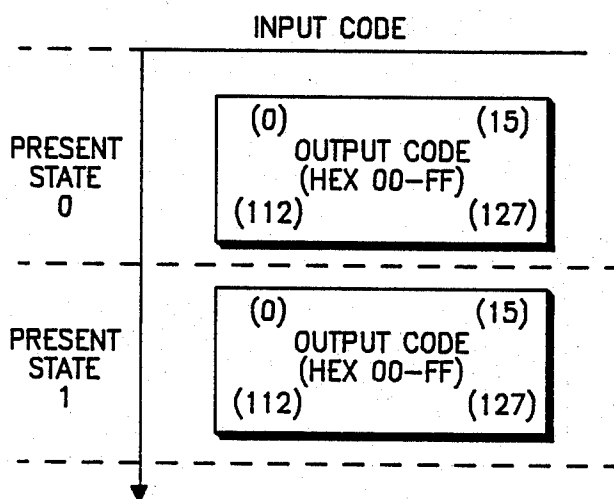 INPUT CODE
PRESENT
STATE
0
(0) (15)
OUTPUT CODE
(HEX 00-FF)
(112) (127)
PRESENT
STATE
1
(0) (15)
OUTPUT CODE
(HEX 00-FF)
(112) (127)